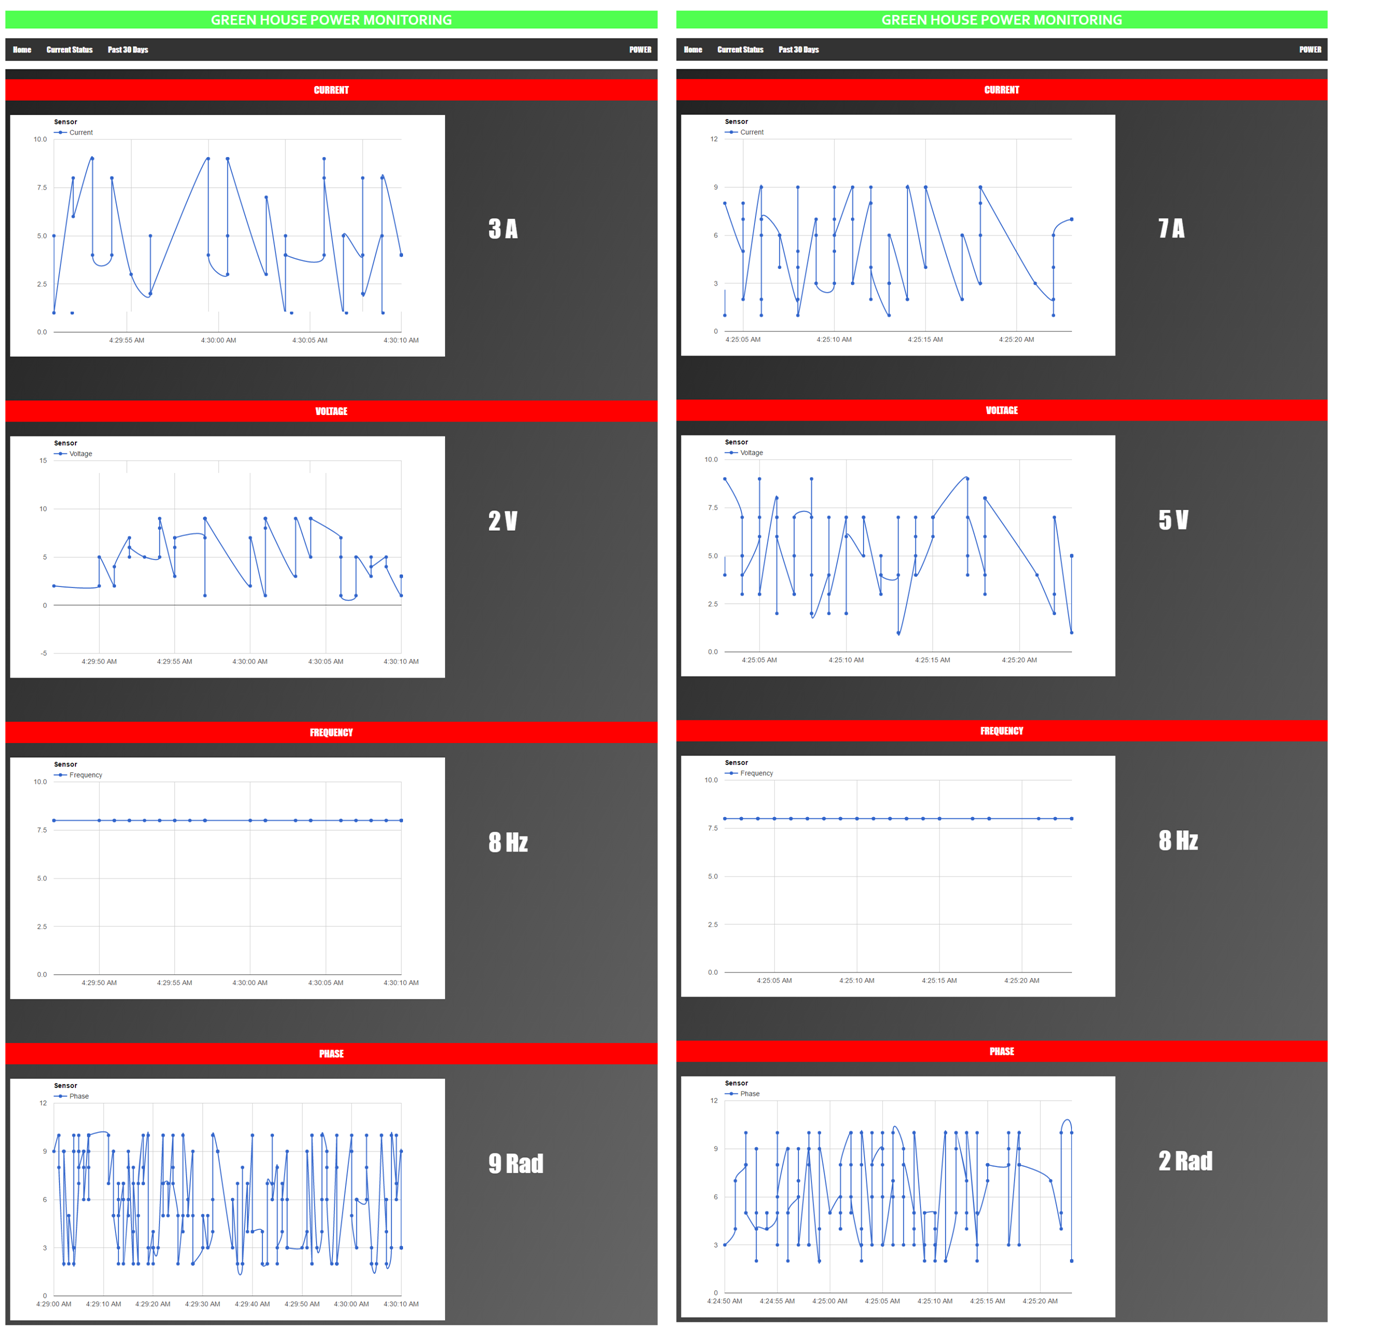 GREEN HOUSE POWER MONITORING
Home Current Status Past 30 Days POWER
CURRENT
Sensor
Current
10.0
7.5
5.0
2.5
0.0
4:29:55 AM 4:30:00 AM 4:30:05 AM 4:30:10 AM
3 A
VOLTAGE
Sensor
Voltage
15
10
5
0
-5
4:29:50 AM 4:29:55 AM 4:30:00 AM 4:30:05 AM 4:30:10 AM
2 V
FREQUENCY
Sensor
Frequency
10.0
7.5
5.0
2.5
0.0
4:29:50 AM 4:29:55 AM 4:30:00 AM 4:30:05 AM 4:30:10 AM
8 Hz
PHASE
Sensor
Phase
12
9
6
3
0
4:29:00 AM 4:29:10 AM 4:29:20 AM 4:29:30 AM 4:29:40 AM 4:29:50 AM 4:30:00 AM 4:30:10 AM
9 Rad
GREEN HOUSE POWER MONITORING
Home Current Status Past 30 Days POWER
CURRENT
Sensor
Current
12
9
6
3
0
4:25:05 AM 4:25:10 AM 4:25:15 AM 4:25:20 AM
7 A
VOLTAGE
Sensor
Voltage
10.0
7.5
5.0
2.5
0.0
4:25:05 AM 4:25:10 AM 4:25:15 AM 4:25:20 AM
5 V
FREQUENCY
Sensor
Frequency
10.0
7.5
5.0
2.5
0.0
4:25:05 AM 4:25:10 AM 4:25:15 AM 4:25:20 AM
8 Hz
PHASE
Sensor
Phase
12
9
6
3
0
4:24:50 AM 4:24:55 AM 4:25:00 AM 4:25:05 AM 4:25:10 AM 4:25:15 AM 4:25:20 AM
2 Rad